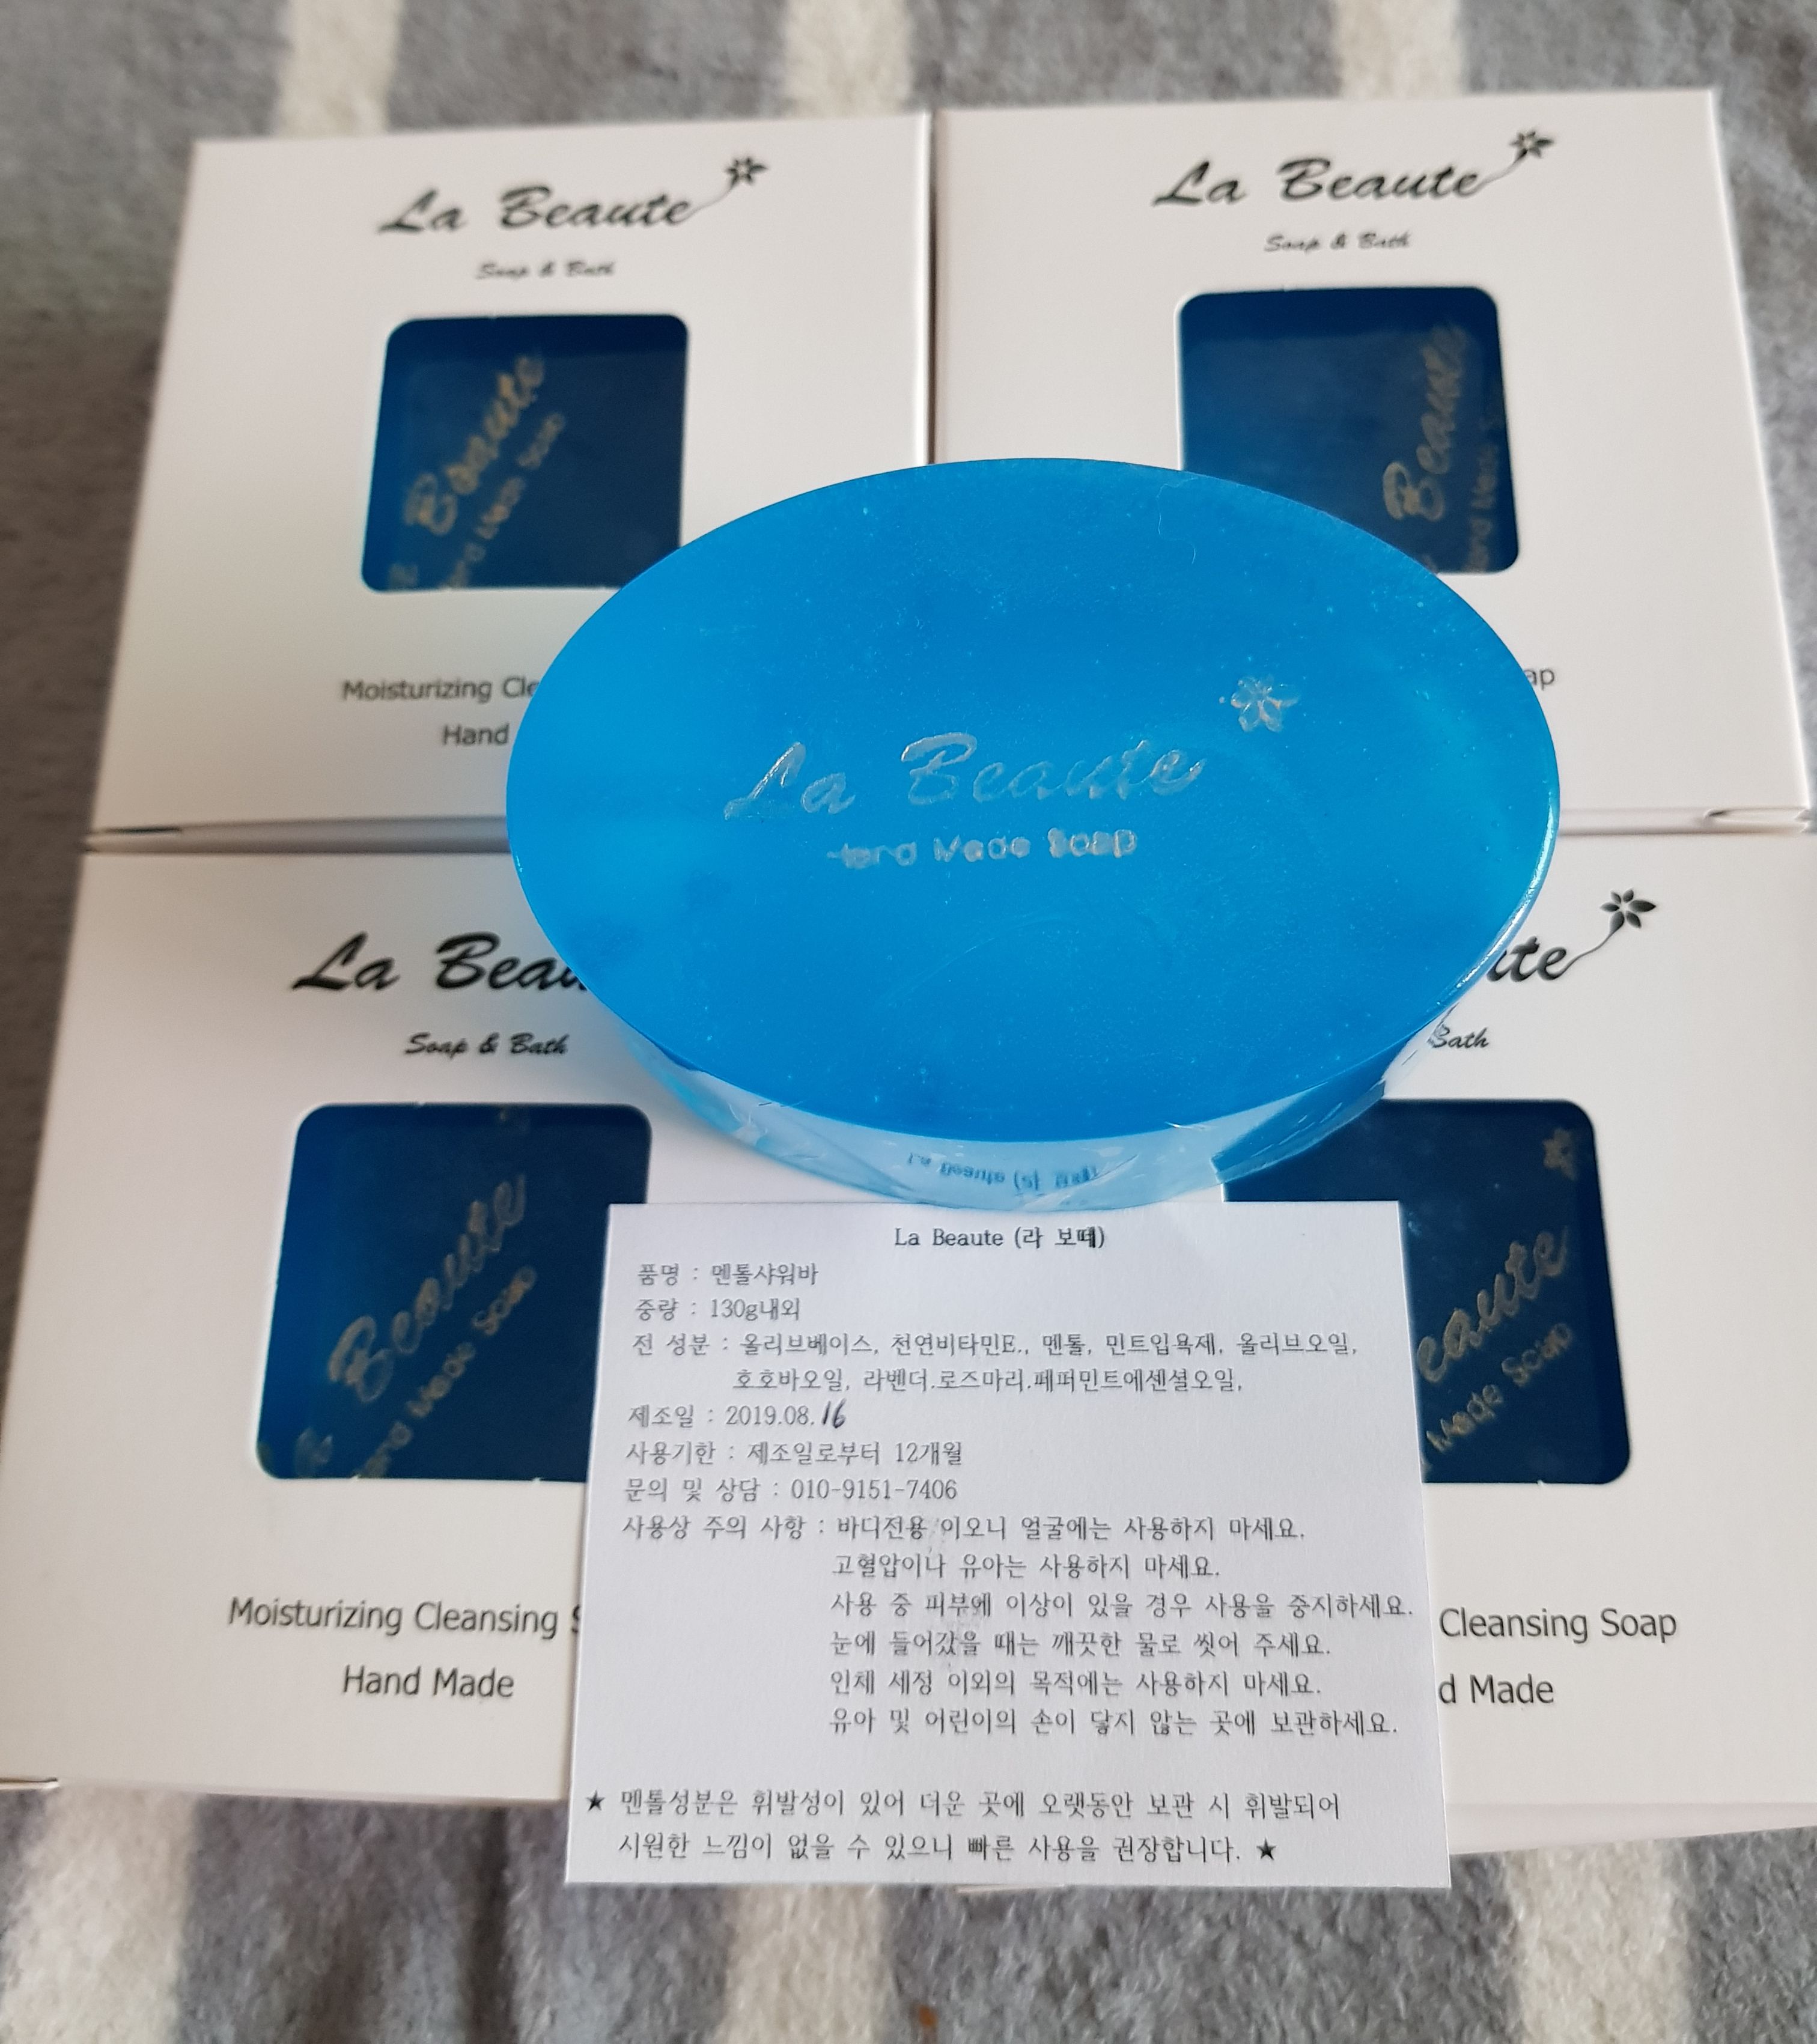 La Beaute
Soap & Bath
Beaute
Made Soap
Moisturizing
Hand
La Beaute
Soap & Bath
Beaute
Made
La Beaute
Hand Made Soap
La Beaute (라
La
Soap & Bath
Beaute
Made Soap
Moisturizing Cleansing
Hand Made
Bath
Made Soap
Cleansing Soap
Made
La Beaute (라 보떼)
품명 : 멘톨샤워바
중량 : 130g내외
전 성분 : 올리브베이스, 천연비타민E., 멘톨, 민트입욕제, 올리브오일,
호호바오일, 라벤더.로즈마리.페퍼민트에센셜오일,
제조일 : 2019.08.16
사용기한 : 제조일로부터 12개월
문의 및 상담 : 010-9151-7406
사용상 주의 사항 : 바디전용 이오니 얼굴에는 사용하지 마세요.
고혈압이나 유아는 사용하지 마세요.
사용 중 피부에 이상이 있을 경우 사용을 중지하세요.
눈에 들어갔을 때는 깨끗한 물로 씻어 주세요.
인체 세정 이외의 목적에는 사용하지 마세요.
유아 및 어린이의 손이 닿지 않는 곳에 보관하세요.
★ 멘톨성분은 휘발성이 있어 더운 곳에 오랫동안 보관 시 휘발되어
시원한 느낌이 없을 수 있으니 빠른 사용을 권장합니다. ★